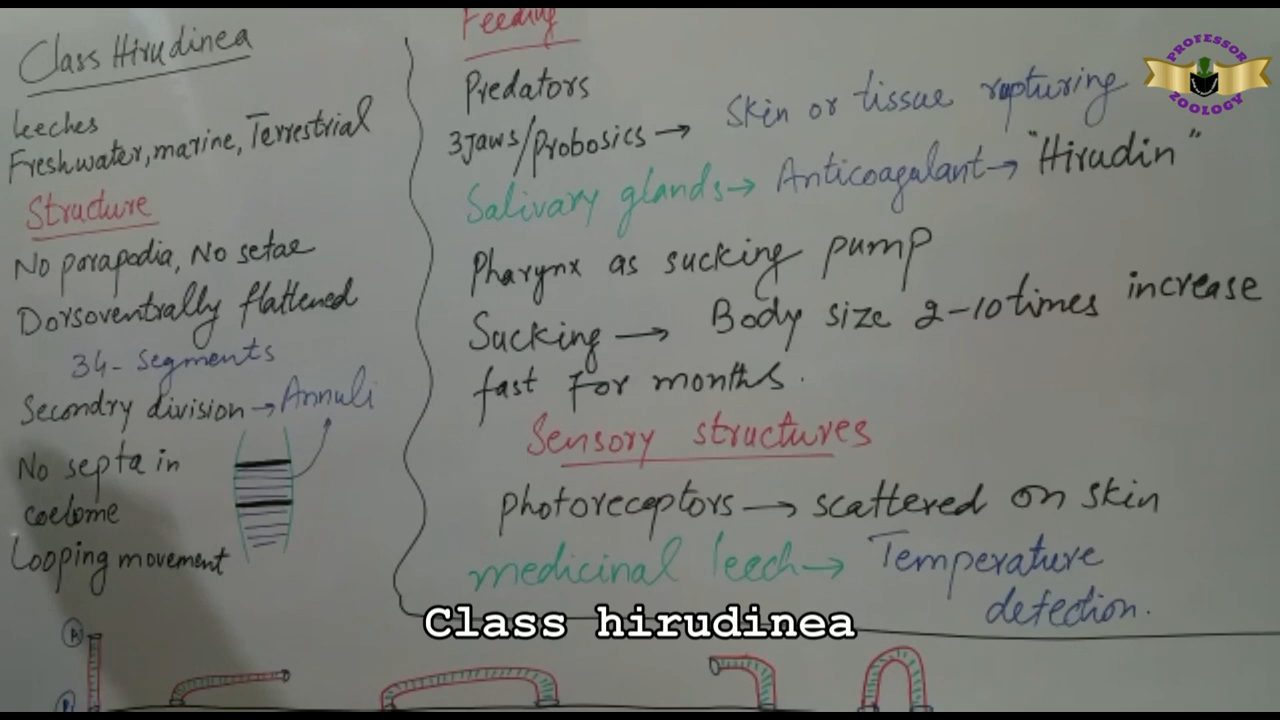 Class Hirudinea
leeches
Freshwater, marine, Terrestrial
Structure
No parapodia, No setae
Dorsoventrally flattened
34- segments
Secondry division → Annuli
No septa in
coelome
Looping movement
Feeding
Predators
3 Jaws/Probosics → Skin or tissue rupturing
Salivary glands → Anticoagulant → "Hirudin"
Pharynx as sucking pump
Sucking → Body size 2-10 times increase
fast For months.
Sensory structures
photoreceptors → scattered on skin
medicinal leech → Temperature
detection.
A
P
PROFESSOR
ZOOLOGY
Class hirudinea